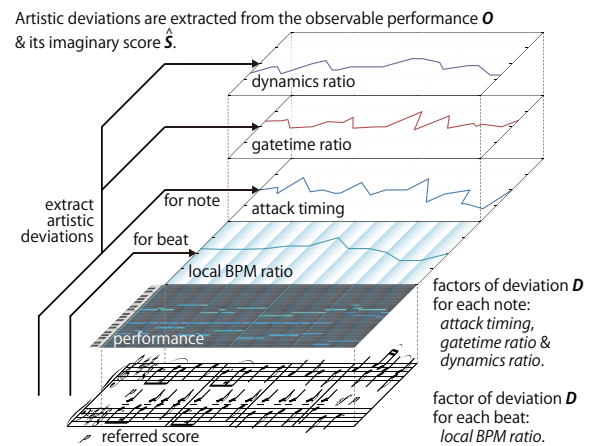 Artistic deviations are extracted from the observable performance O
& its imaginary score Ŝ.
dynamics ratio
gatetime ratio
for note
attack timing
extract
artistic
deviations
for beat
local BPM ratio
performance
referred score
factors of deviation D
for each note:
attack timing,
gatetime ratio &
dynamics ratio.
factor of deviation D
for each beat:
local BPM ratio.